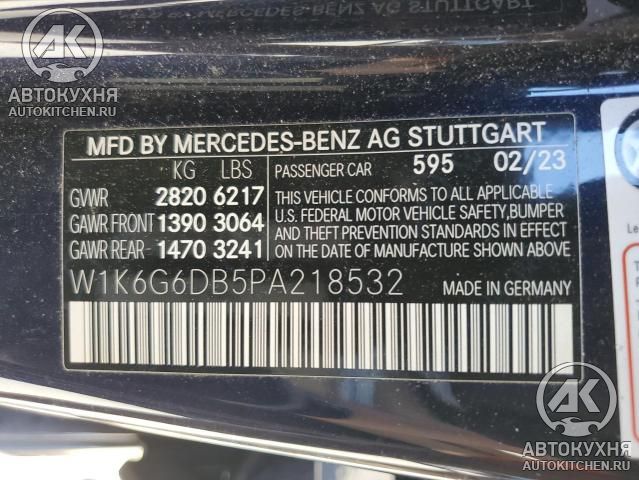 АВТОКУХНЯ
AUTOKITCHEN.RU
MFD BY MERCEDES-BENZ AG STUTTGART
KG LBS PASSENGER CAR 595 02/23
GVWR 2820 6217
GAWR FRONT 1390 3064
GAWR REAR 1470 3241
THIS VEHICLE CONFORMS TO ALL APPLICABLE
U.S. FEDERAL MOTOR VEHICLE SAFETY, BUMPER
AND THEFT PREVENTION STANDARDS IN EFFECT
ON THE DATE OF MANUFACTURE SHOWN ABOVE.
W1K6G6DB5PA218532 MADE IN GERMANY
АВТОКУХНЯ
AUTOKITCHEN.RU